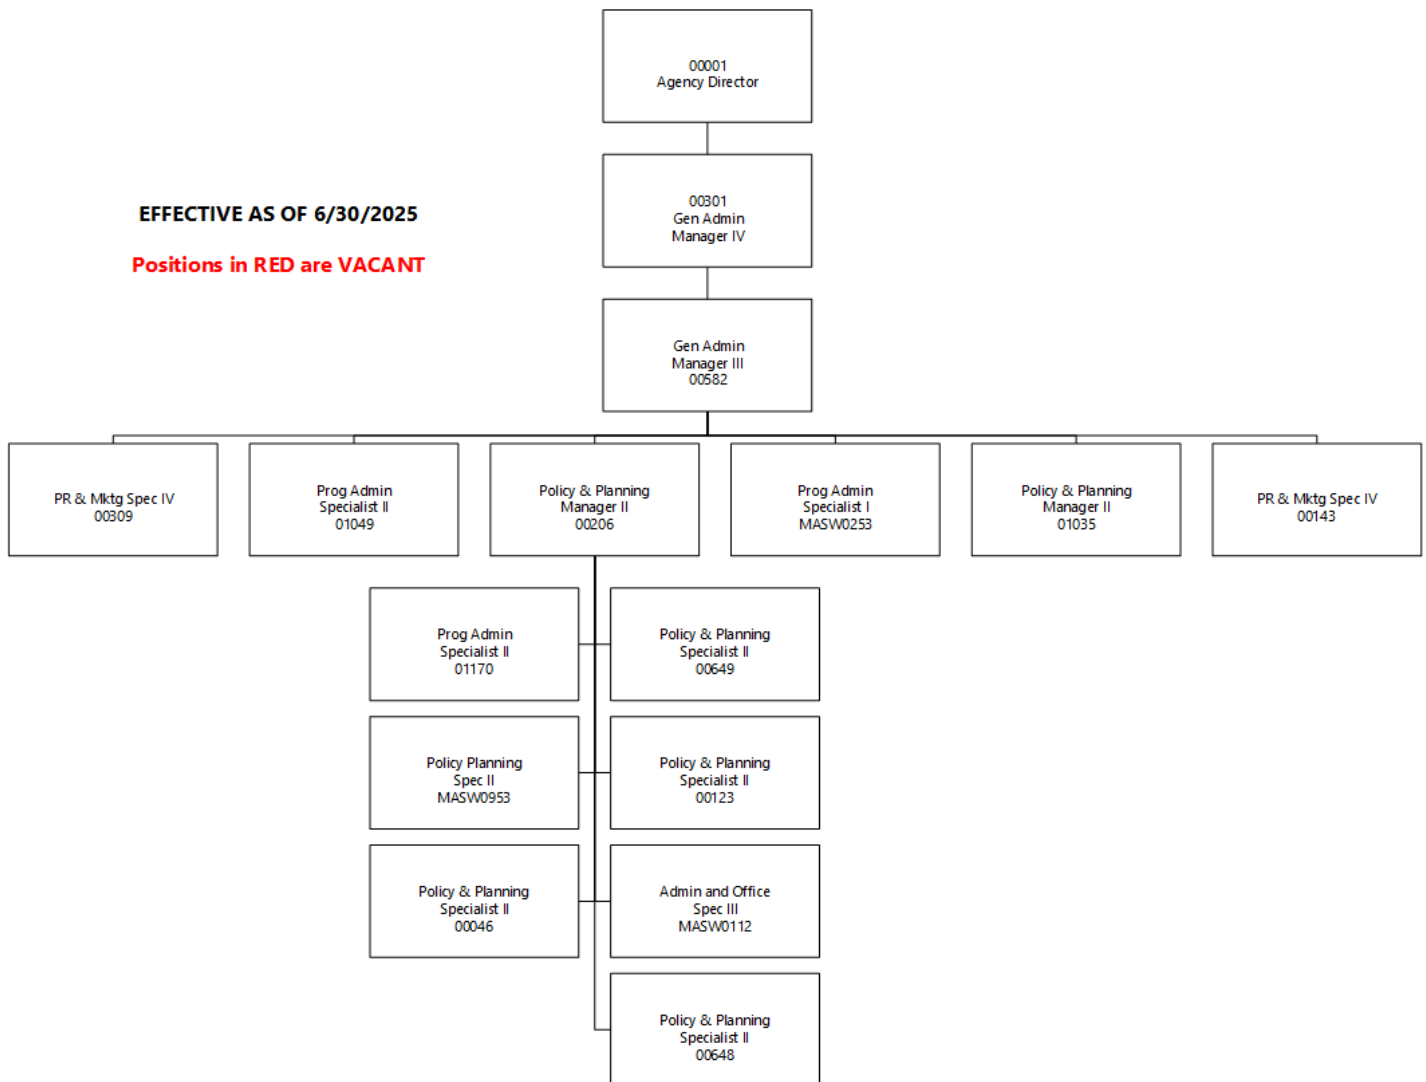 00001
Agency Director
00301
Gen Admin
Manager IV
EFFECTIVE AS OF 6/30/2025
Positions in RED are VACANT
Gen Admin
Manager III
00582
PR & Mktg Spec IV
00309
Prog Admin
Specialist II
01049
Policy & Planning
Manager II
00206
Prog Admin
Specialist I
MASW0253
Policy & Planning
Manager II
01035
PR & Mktg Spec IV
00143
Prog Admin
Specialist II
01170
Policy & Planning
Specialist II
00649
Policy Planning
Spec II
MASW0953
Policy & Planning
Specialist II
00123
Policy & Planning
Specialist II
00046
Admin and Office
Spec III
MASW0112
Policy & Planning
Specialist II
00648